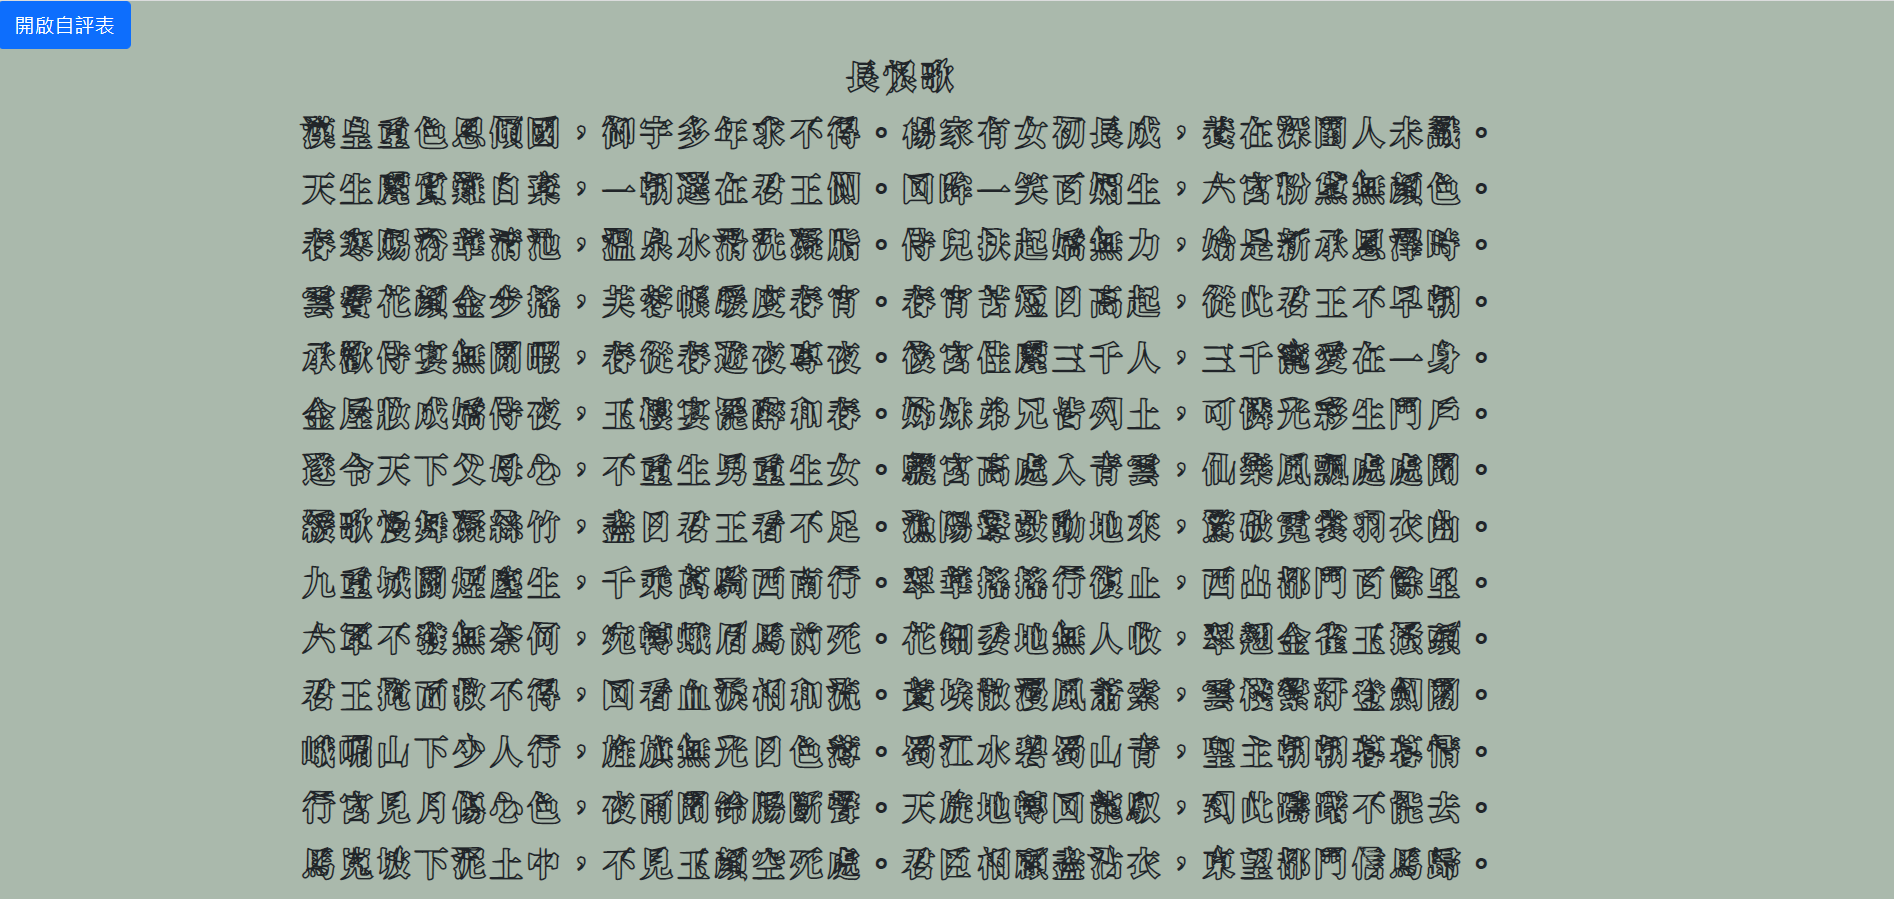 開啟自評表
長恨歌
漢皇重色思傾國，御宇多年求不得。楊家有女初長成，養在深閨人未識。
天生麗質難自棄，一朝選在君王側。回眸一笑百媚生，六宮粉黛無顏色。
春寒賜浴華清池，溫泉水滑洗凝脂。侍兒扶起嬌無力，始是新承恩澤時。
雲鬢花顏金步搖，芙蓉帳暖度春宵。春宵苦短日高起，從此君王不早朝。
承歡侍宴無閒暇，春從春遊夜專夜。後宮佳麗三千人，三千寵愛在一身。
金屋妝成嬌侍夜，玉樓宴罷醉和春。姊妹弟兄皆列土，可憐光彩生門戶。
遂令天下父母心，不重生男重生女。驪宮高處入青雲，仙樂風飄處處聞。
緩歌慢舞凝絲竹，盡日君王看不足。漁陽鼙鼓動地來，驚破霓裳羽衣曲。
九重城闕煙塵生，千乘萬騎西南行。翠華搖搖行復止，西出都門百餘里。
六軍不發無奈何，宛轉蛾眉馬前死。花鈿委地無人收，翠翹金雀玉搔頭。
君王掩面救不得，回看血淚相和流。黃埃散漫風蕭索，雲棧縈紆登劍閣。
峨嵋山下少人行，旌旗無光日色薄。蜀江水碧蜀山青，聖主朝朝暮暮情。
行宮見月傷心色，夜雨聞鈴腸斷聲。天旋地轉回龍馭，到此躊躇不能去。
馬嵬坡下泥土中，不見玉顏空死處。君臣相顧盡沾衣，東望都門信馬歸。